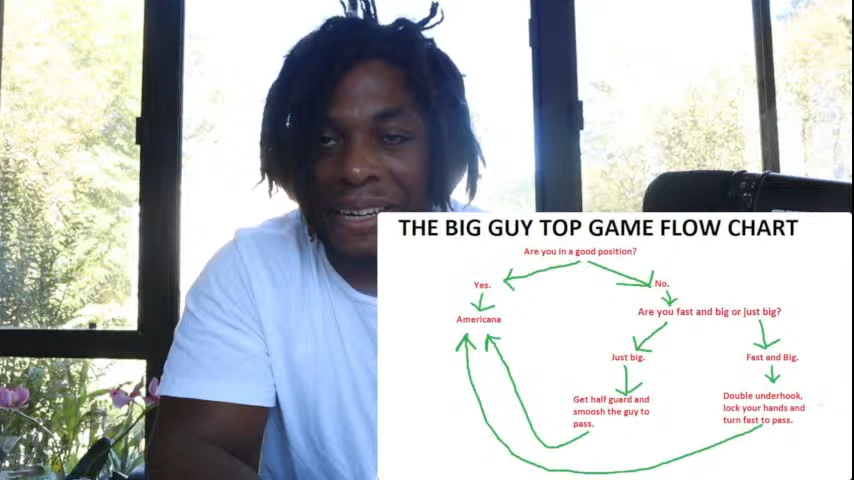 THE BIG GUY TOP GAME FLOW CHART
Are you in a good position?
Yes.
No.
Americana
Are you fast and big or just big?
Just big.
Fast and Big.
Get half guard and
smoosh the guy to
pass.
Double underhook,
lock your hands and
turn fast to pass.